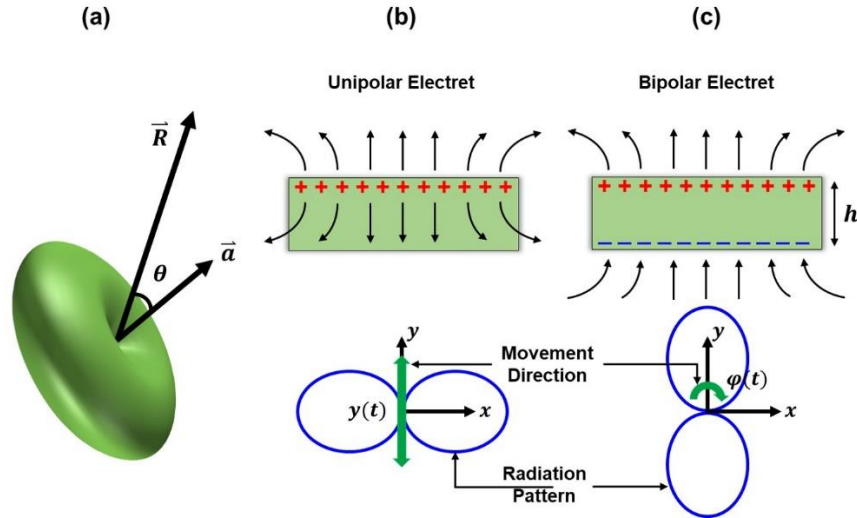 (a)
(b)
(c)
Unipolar Electret
Bipolar Electret
R
θ
a
+ + + + + + + + + + +
+ + + + + + + + + + +
h
− − − − − − − − − −
y
Movement
Direction
y
φ(t)
y(t)
x
x
Radiation
Pattern